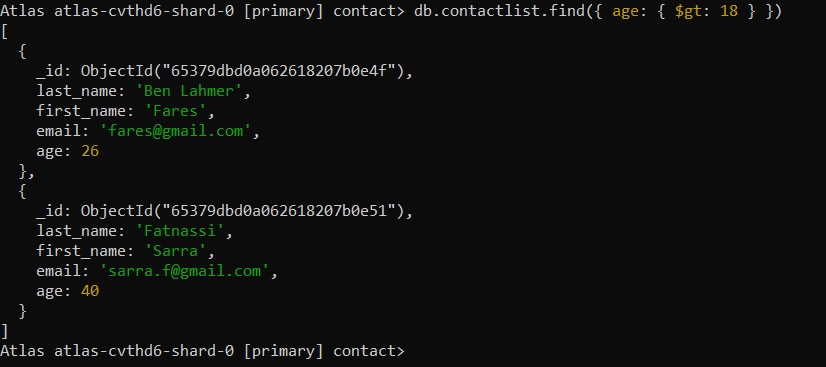 Atlas atlas-cvthd6-shard-0 [primary] contact> db.contactlist.find({ age: { $gt: 18 } })
[
  {
    _id: ObjectId("65379dbd0a062618207b0e4f"),
    last_name: 'Ben Lahmer',
    first_name: 'Fares',
    email: 'fares@gmail.com',
    age: 26
  },
  {
    _id: ObjectId("65379dbd0a062618207b0e51"),
    last_name: 'Fatnassi',
    first_name: 'Sarra',
    email: 'sarra.f@gmail.com',
    age: 40
  }
]
Atlas atlas-cvthd6-shard-0 [primary] contact>